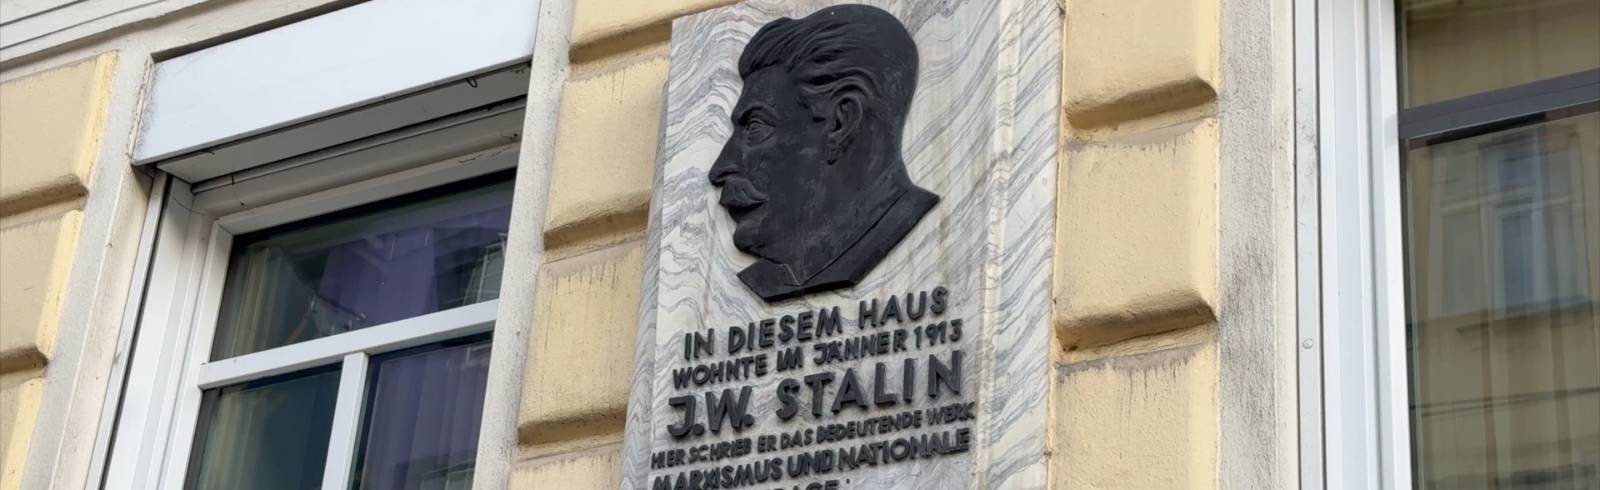 IN DIESEM HAUS
WOHNTE IM JÄNNER 1913
J.W. STALIN
HIER SCHRIEB ER DAS BEDEUTENDE WERK
MARXISMUS UND NATIONALE